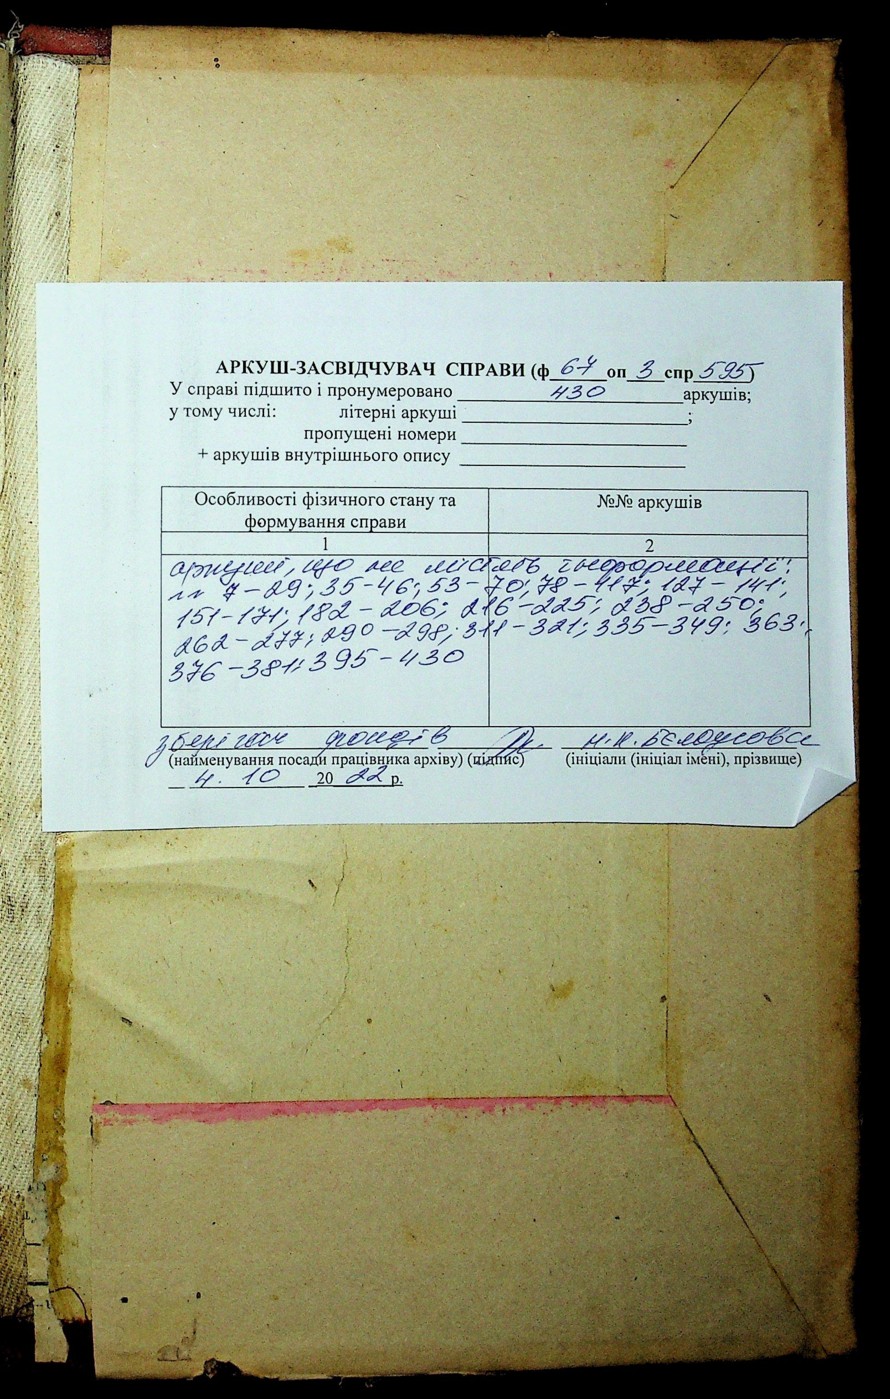 АРКУШ-ЗАСВІДЧУВАЧ СПРАВИ (ф 67 оп 3 спр 595)
У справі підшито і пронумеровано 430 аркушів;
у тому числі: літерні аркуші ;
пропущені номери
+ аркушів внутрішнього опису
Особливості фізичного стану та формування справи
№№ аркушів
1
2
аркуші, що не містять інформації:
7-29; 35-46; 53-70; 78-117; 127-141;
151-171; 182-206; 216-225; 238-250;
262-277; 290-298; 311-321; 335-349; 363;
376-381; 395-430
зберігач фондів Н.П. Бєлоусова
(найменування посади працівника архіву) (підпис) (ініціали (ініціал імені), прізвище)
4. 10 2022 р.